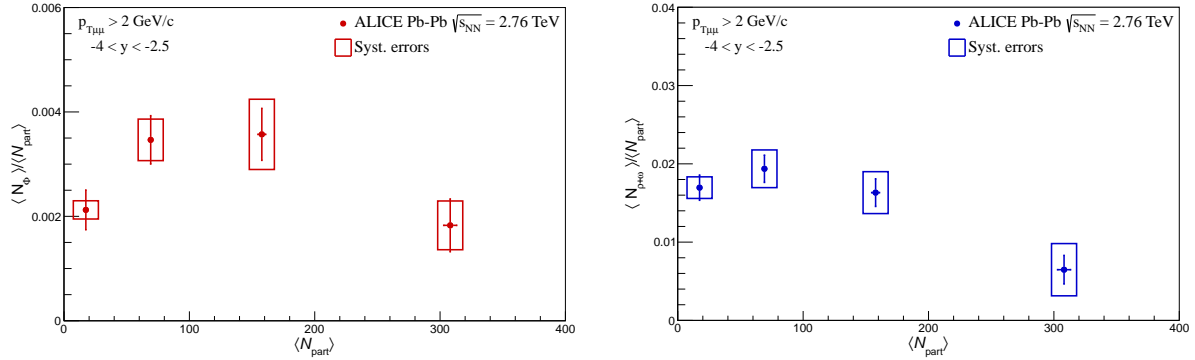 p_Tμμ > 2 GeV/c
-4 < y < -2.5
ALICE Pb-Pb √s_NN = 2.76 TeV
Syst. errors
⟨ N_Φ ⟩/⟨N_part⟩
0.006
0.004
0.002
0
0 100 200 300 400
⟨N_part⟩
p_Tμμ > 2 GeV/c
-4 < y < -2.5
ALICE Pb-Pb √s_NN = 2.76 TeV
Syst. errors
⟨ N_ρ+ω ⟩/⟨N_part⟩
0.04
0.03
0.02
0.01
0
0 100 200 300 400
⟨N_part⟩